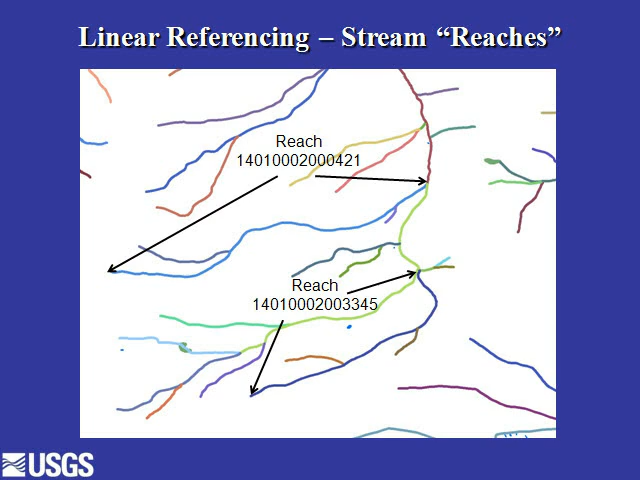 Linear Referencing – Stream “Reaches”
Reach
14010002000421
Reach
14010002003345
USGS